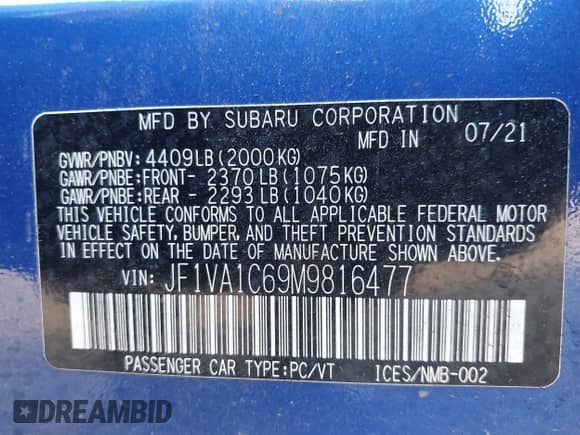 MFD BY SUBARU CORPORATION
MFD IN 07/21
GVWR/PNBV: 4409LB(2000KG)
GAWR/PNBE:FRONT- 2370LB(1075KG)
GAWR/PNBE:REAR - 2293LB(1040KG)
THIS VEHICLE CONFORMS TO ALL APPLICABLE FEDERAL MOTOR
VEHICLE SAFETY, BUMPER, AND THEFT PREVENTION STANDARDS
IN EFFECT ON THE DATE OF MANUFACTURE SHOWN ABOVE.
VIN: JF1VA1C69M9816477
PASSENGER CAR TYPE:PC/VT ICES/NMB-002
DREAMBID